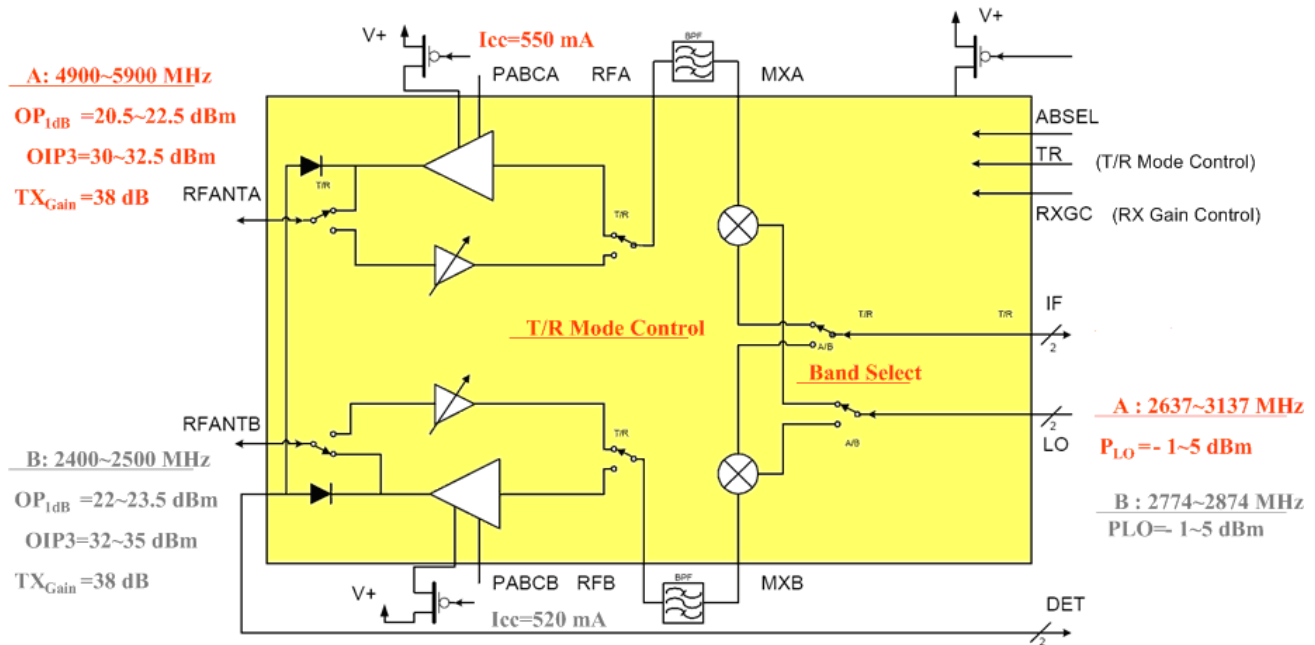 V+
Icc=550 mA
BPF
V+
A: 4900~5900 MHz
PABCA
RFA
MXA
OP1dB =20.5~22.5 dBm
ABSEL
OIP3=30~32.5 dBm
TR
(T/R Mode Control)
T/R
TXGain=38 dB
RFANTA
RXGC
(RX Gain Control)
T/R
IF
T/R
T/R
2
T/R Mode Control
A/B
Band Select
A : 2637~3137 MHz
RFANTB
T/R
2
LO
A/B
PLO =- 1~5 dBm
B: 2400~2500 MHz
OP1dB =22~23.5 dBm
B : 2774~2874 MHz
PLO=- 1~5 dBm
OIP3=32~35 dBm
TXGain=38 dB
PABCB
RFB
BPF
MXB
V+
Icc=520 mA
DET
2